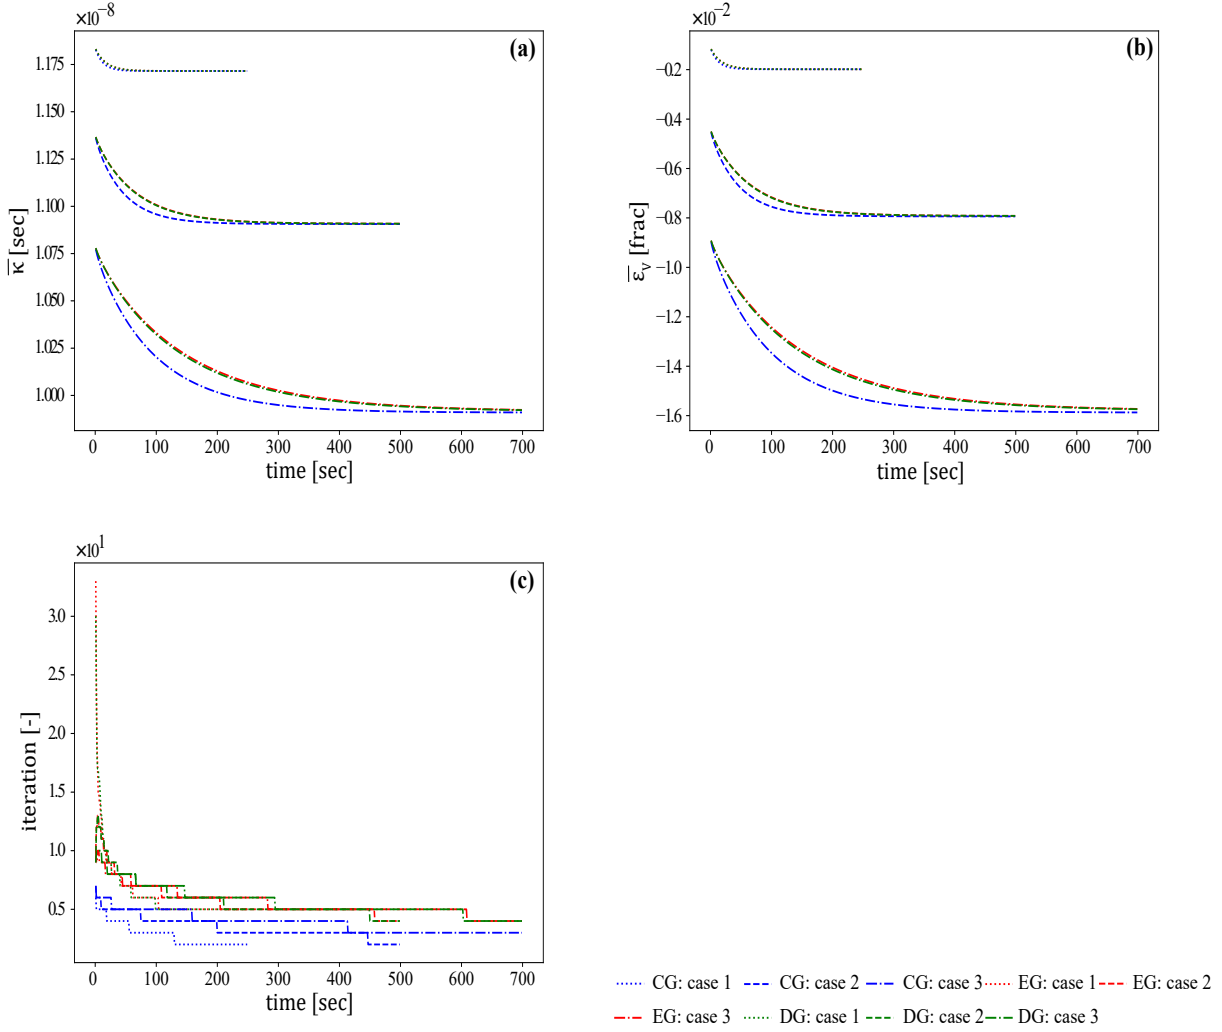 ×10⁻⁸
(a)
1.175
1.150
1.125
1.100
1.075
1.050
1.025
1.000
κ̅ [sec]
0 100 200 300 400 500 600 700
time [sec]
×10⁻²
(b)
−0.2
−0.4
−0.6
−0.8
−1.0
−1.2
−1.4
−1.6
ε̅ᵥ [frac]
0 100 200 300 400 500 600 700
time [sec]
×10¹
(c)
3.0
2.5
2.0
1.5
1.0
0.5
iteration [-]
0 100 200 300 400 500 600 700
time [sec]
CG: case 1 CG: case 2 CG: case 3 EG: case 1 EG: case 2
EG: case 3 DG: case 1 DG: case 2 DG: case 3